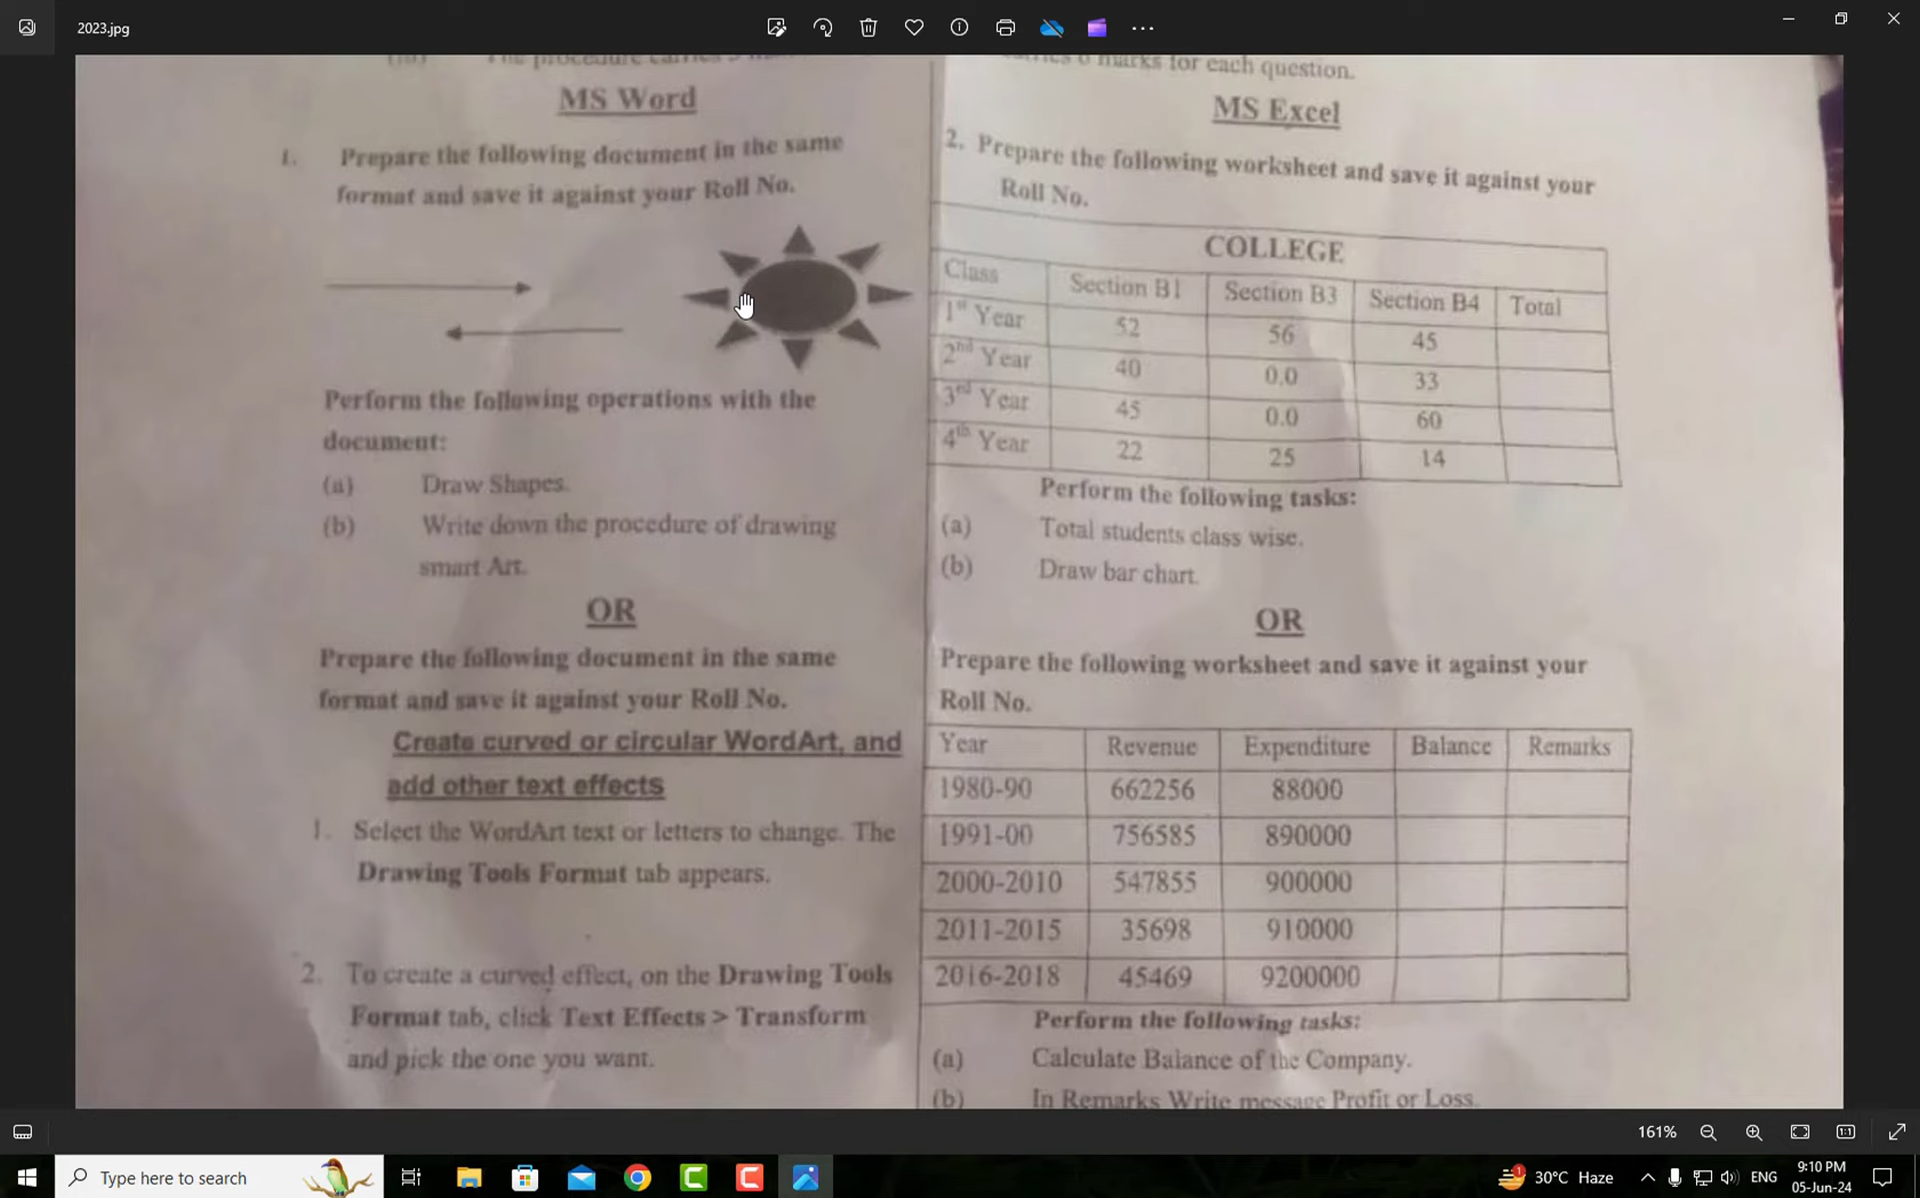 2023.jpg
MS Word
1. Prepare the following document in the same
format and save it against your Roll No.
Perform the following operations with the
document:
(a) Draw Shapes.
(b) Write down the procedure of drawing
smart Art.
OR
Prepare the following document in the same
format and save it against your Roll No.
Create curved or circular WordArt, and
add other text effects
1. Select the WordArt text or letters to change. The
Drawing Tools Format tab appears.
2. To create a curved effect, on the Drawing Tools
Format tab, click Text Effects > Transform
and pick the one you want.
marks for each question.
MS Excel
2. Prepare the following worksheet and save it against your
Roll No.
COLLEGE
Class Section B1 Section B3 Section B4 Total
1st Year 52 56 45
2nd Year 40 0.0 33
3rd Year 45 0.0 60
4th Year 22 25 14
Perform the following tasks:
(a) Total students class wise.
(b) Draw bar chart.
OR
Prepare the following worksheet and save it against your
Roll No.
Year Revenue Expenditure Balance Remarks
1980-90 662256 88000
1991-00 756585 890000
2000-2010 547855 900000
2011-2015 35698 910000
2016-2018 45469 9200000
Perform the following tasks:
(a) Calculate Balance of the Company.
(b) In Remarks Write message Profit or Loss.
161%
Type here to search
1
30°C Haze
ENG
9:10 PM
05-Jun-24